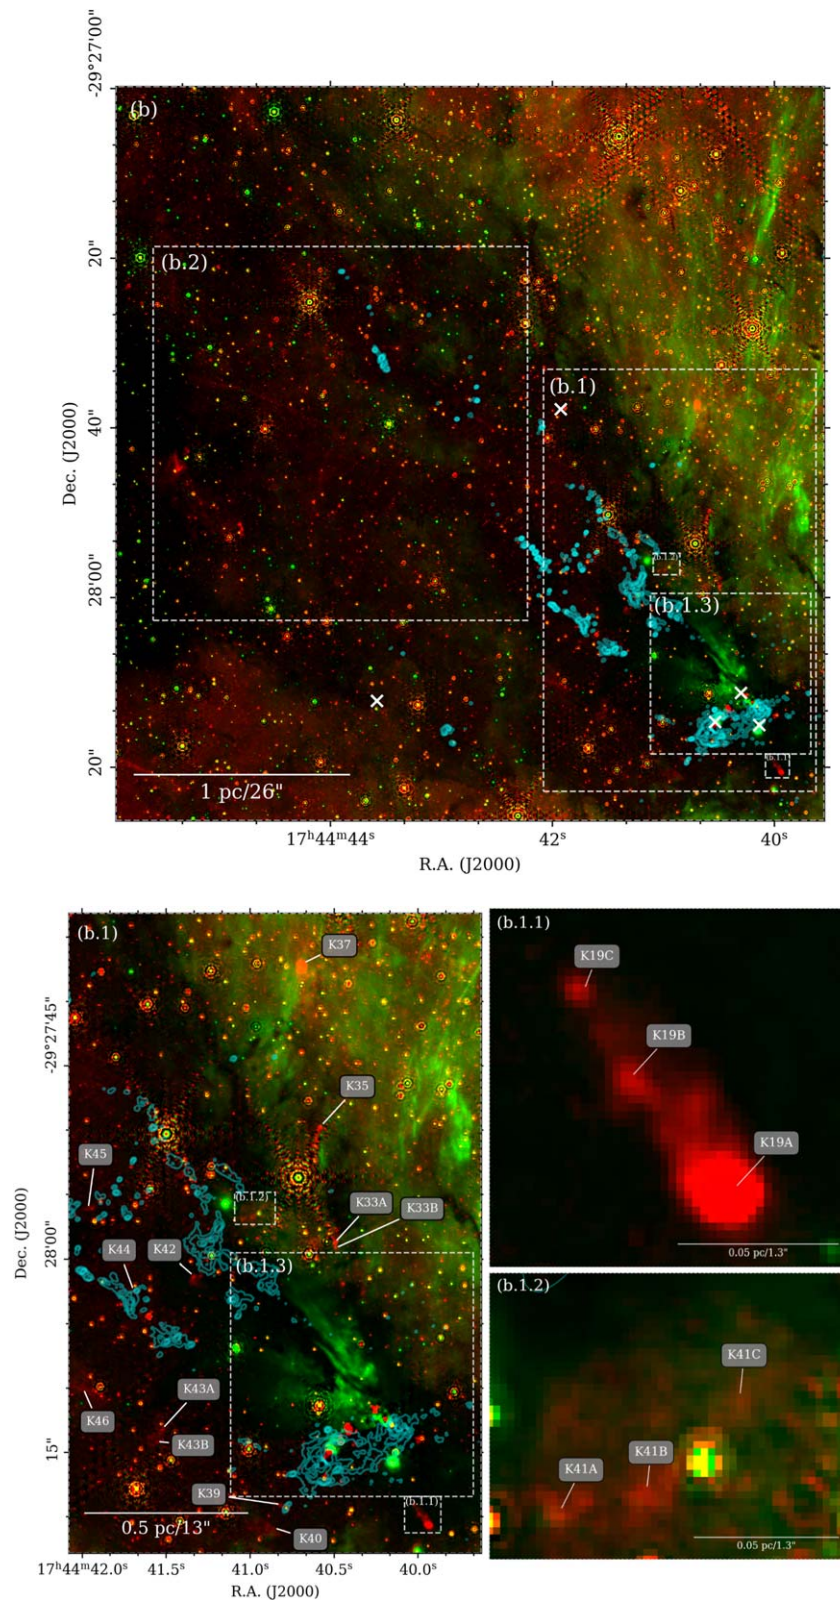 -29°27'00"
(b)
20"
(b.2)
(b.1)
40"
Dec. (J2000)
(b.1.2)
28'00"
(b.1.3)
20"
(b.1.1)
1 pc/26"
17ʰ44ᵐ44ˢ
42ˢ
40ˢ
R.A. (J2000)
(b.1)
K37
-29°27'45"
K35
K45
(b.1.2)
K33A
K33B
Dec. (J2000)
28'00"
K44
K42
(b.1.3)
K43A
K46
K43B
15"
K39
(b.1.1)
0.5 pc/13"
K40
17ʰ44ᵐ42.0ˢ
41.5ˢ
41.0ˢ
40.5ˢ
40.0ˢ
R.A. (J2000)
(b.1.1)
K19C
K19B
K19A
0.05 pc/1.3"
(b.1.2)
K41C
K41B
K41A
0.05 pc/1.3"